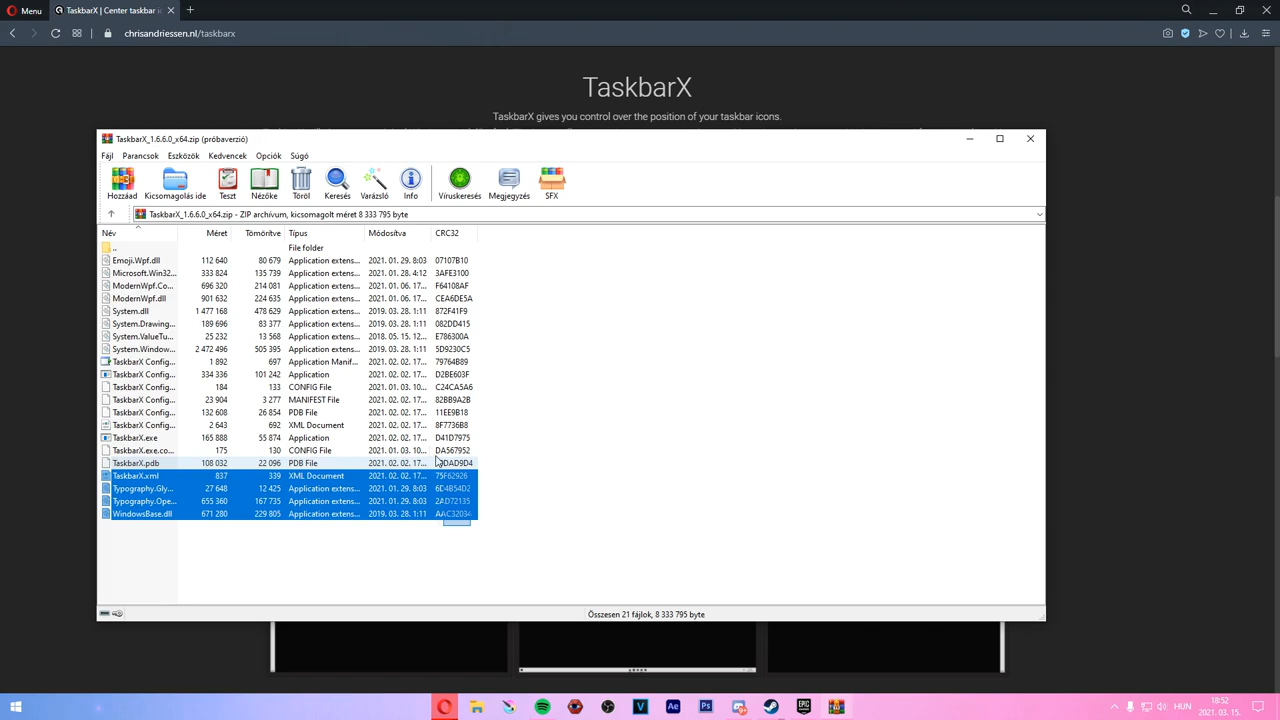 Menu
TaskbarX | Center taskbar ic
chrisandriessen.nl/taskbarx
TaskbarX
TaskbarX gives you control over the position of your taskbar icons.
TaskbarX_1.6.6.0_x64.zip (próbaverzió)
Fájl Parancsok Eszközök Kedvencek Opciók Súgó
Hozzáad Kicsomagolás ide Teszt Nézőke Töröl Keresés Varázsló Info Víruskeresés Megjegyzés SFX
TaskbarX_1.6.6.0_x64.zip - ZIP archívum, kicsomagolt méret 8 333 795 byte
Név Méret Tömörítve Típus Módosítva CRC32
.. File folder
Emoji.Wpf.dll 112 640 80 679 Application extens... 2021. 01. 29. 8:03 07107B10
Microsoft.Win32... 333 824 135 739 Application extens... 2021. 01. 28. 4:12 3AFE3100
ModernWpf.Co... 696 320 214 081 Application extens... 2021. 01. 06. 17... F64108AF
ModernWpf.dll 901 632 224 635 Application extens... 2021. 01. 06. 17... CEA6DE5A
System.dll 1 477 168 478 629 Application extens... 2019. 03. 28. 1:11 872F41F9
System.Drawing... 189 696 83 377 Application extens... 2019. 03. 28. 1:11 082DD415
System.ValueTu... 25 232 13 568 Application extens... 2018. 05. 15. 12... E786300A
System.Window... 2 472 496 505 395 Application extens... 2019. 03. 28. 1:11 5D9230C5
TaskbarX Config... 1 892 697 Application Manif... 2021. 02. 02. 17... 79764B89
TaskbarX Config... 334 336 101 242 Application 2021. 02. 02. 17... D2BE603F
TaskbarX Config... 184 133 CONFIG File 2021. 01. 03. 10... C24CA5A6
TaskbarX Config... 23 904 3 277 MANIFEST File 2021. 02. 02. 17... 82BB9A2B
TaskbarX Config... 132 608 26 854 PDB File 2021. 02. 02. 17... 11EE9B18
TaskbarX Config... 2 643 692 XML Document 2021. 02. 02. 17... 8F7736B8
TaskbarX.exe 165 888 55 874 Application 2021. 02. 02. 17... D41D7975
TaskbarX.exe.co... 175 130 CONFIG File 2021. 01. 03. 10... DA567952
TaskbarX.pdb 108 032 22 096 PDB File 2021. 02. 02. 17...
TaskbarX.xml 837 339 XML Document 2021. 02. 02. 17... 75F62926
Typography.Gly... 27 648 12 425 Application extens... 2021. 01. 29. 8:03 6D4B54D2
Typography.Ope... 655 360 167 735 Application extens... 2021. 01. 29. 8:03 2AD72135
WindowsBase.dll 671 280 229 805 Application extens... 2019. 03. 28. 1:11 AAC32034
Összesen 21 fájlok, 8 333 795 byte
HUN
18:52
2021. 03. 15.